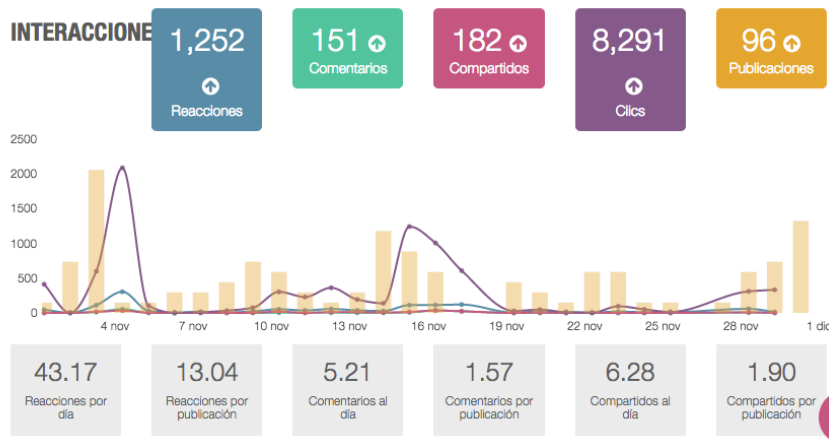 INTERACCIONE
1,252
Reacciones
151
Comentarios
182
Compartidos
8,291
Clics
96
Publicaciones
2500
2000
1500
1000
500
0
4 nov
7 nov
10 nov
13 nov
16 nov
19 nov
22 nov
25 nov
28 nov
1 dic
43.17
Reacciones por
día
13.04
Reacciones por
publicación
5.21
Comentarios al
día
1.57
Comentarios por
publicación
6.28
Compartidos al
día
1.90
Compartidos por
publicación